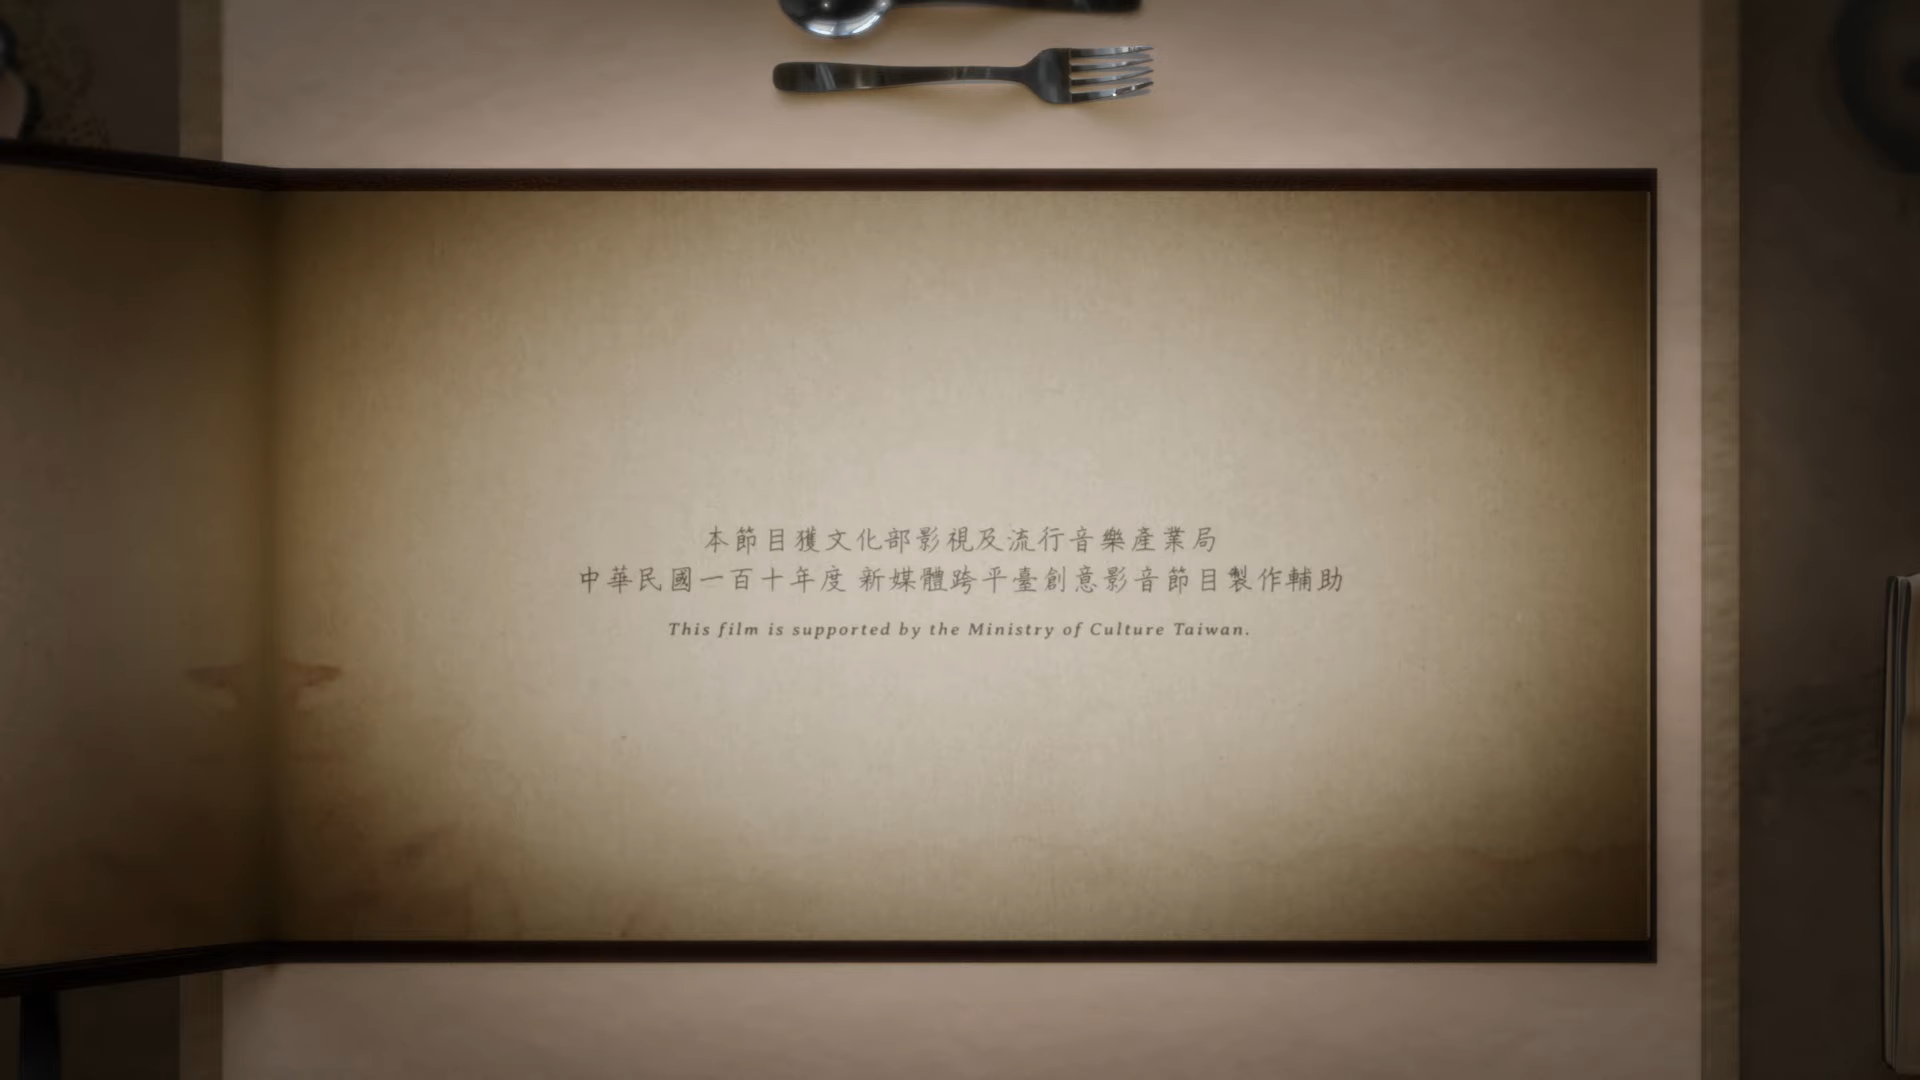 本節目獲文化部影視及流行音樂產業局
中華民國一百十年度 新媒體跨平臺創意影音節目製作輔助
This film is supported by the Ministry of Culture Taiwan.